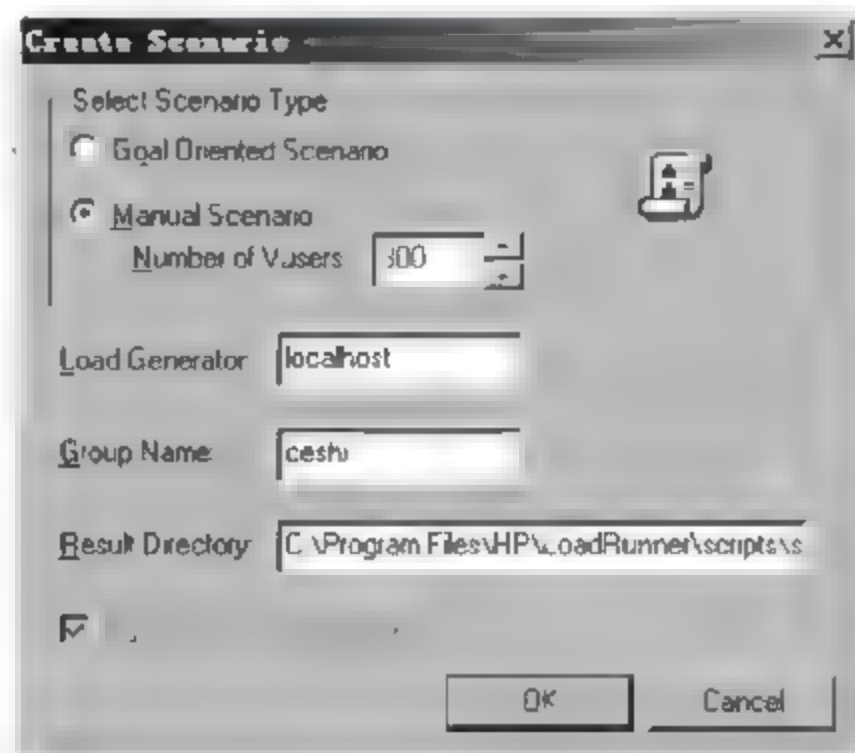 Create Scenario
Select Scenario Type
Goal Oriented Scenario
Manual Scenario
Number of Vusers
Load Generator localhost
Group Name:
Result Directory: C:\Program Files\HP\LoadRunner\scripts\s
OK Cancel